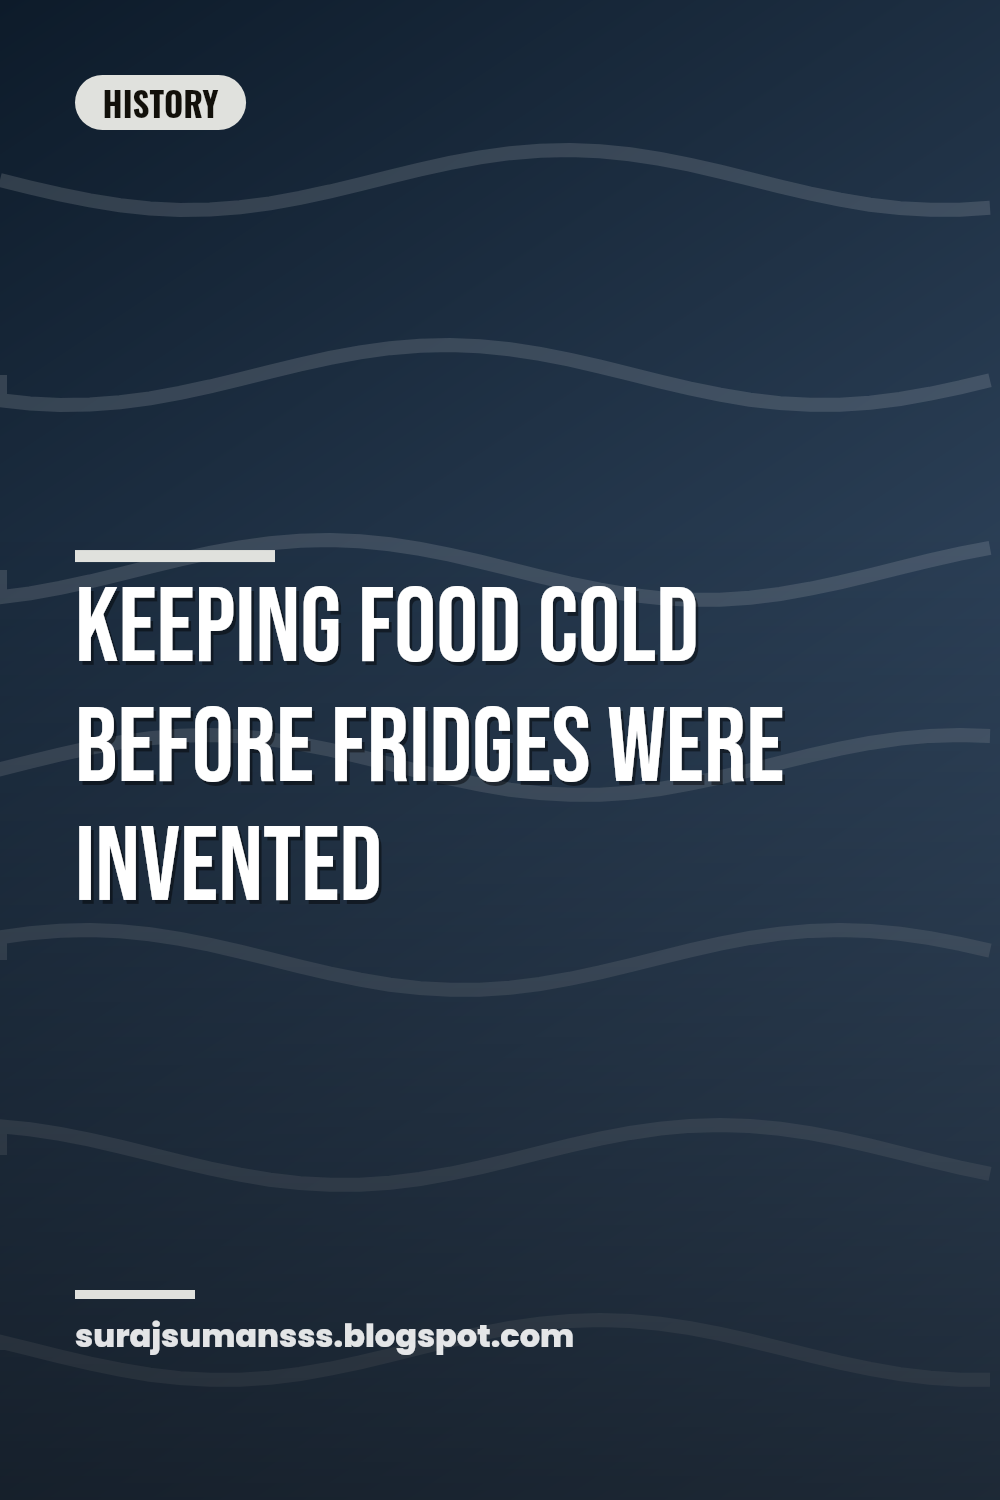 HISTORY
KEEPING FOOD COLD
BEFORE FRIDGES WERE
INVENTED
surajsumansss.blogspot.com